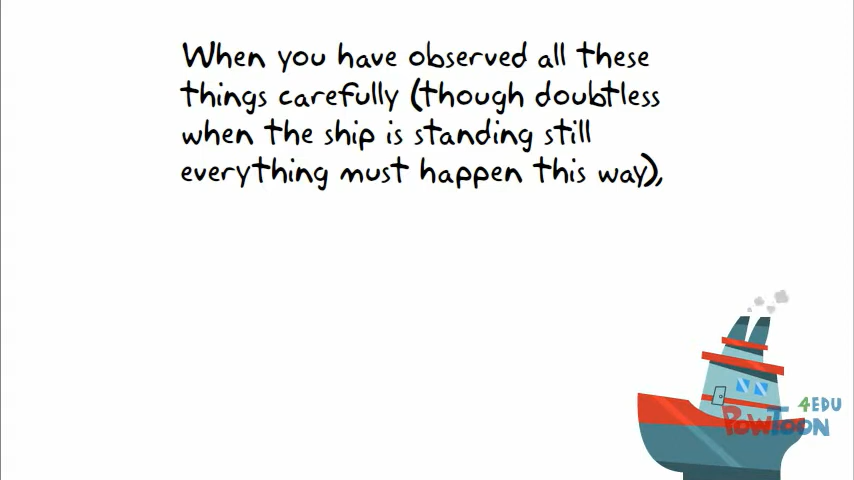 When you have observed all these
things carefully (though doubtless
when the ship is standing still
everything must happen this way),
4EDU
POWTOON